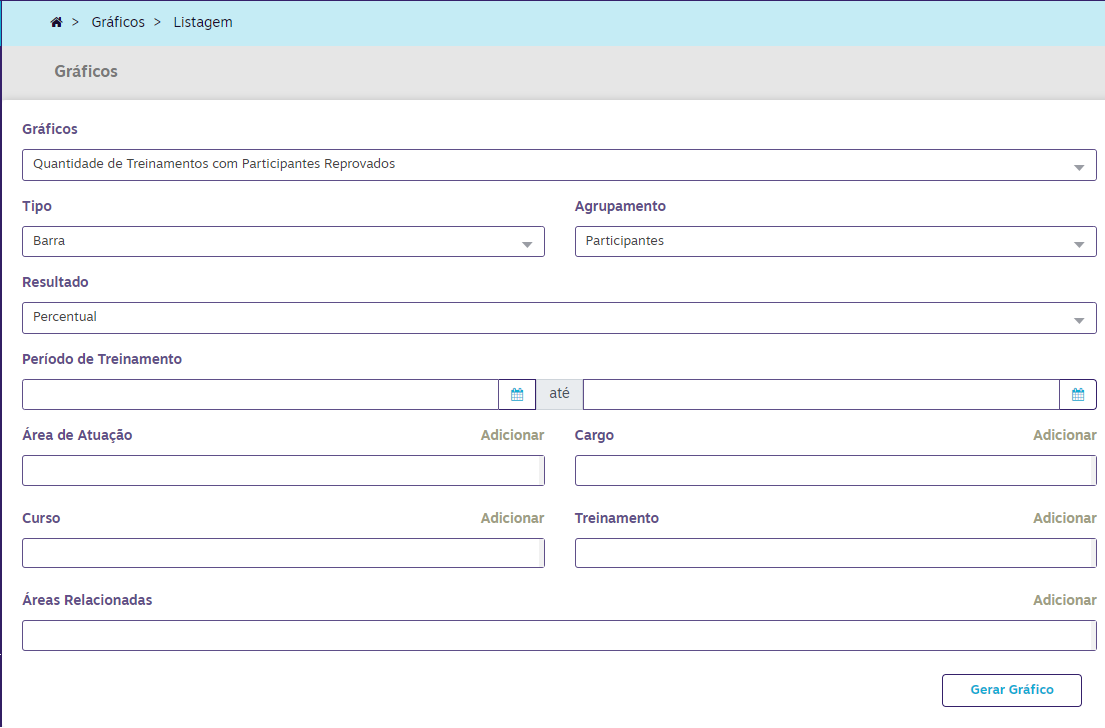 > Gráficos > Listagem
Gráficos
Gráficos
Quantidade de Treinamentos com Participantes Reprovados
Tipo Agrupamento
Barra Participantes
Resultado
Percentual
Período de Treinamento
até
Área de Atuação Adicionar Cargo Adicionar
Curso Adicionar Treinamento Adicionar
Áreas Relacionadas Adicionar
Gerar Gráfico